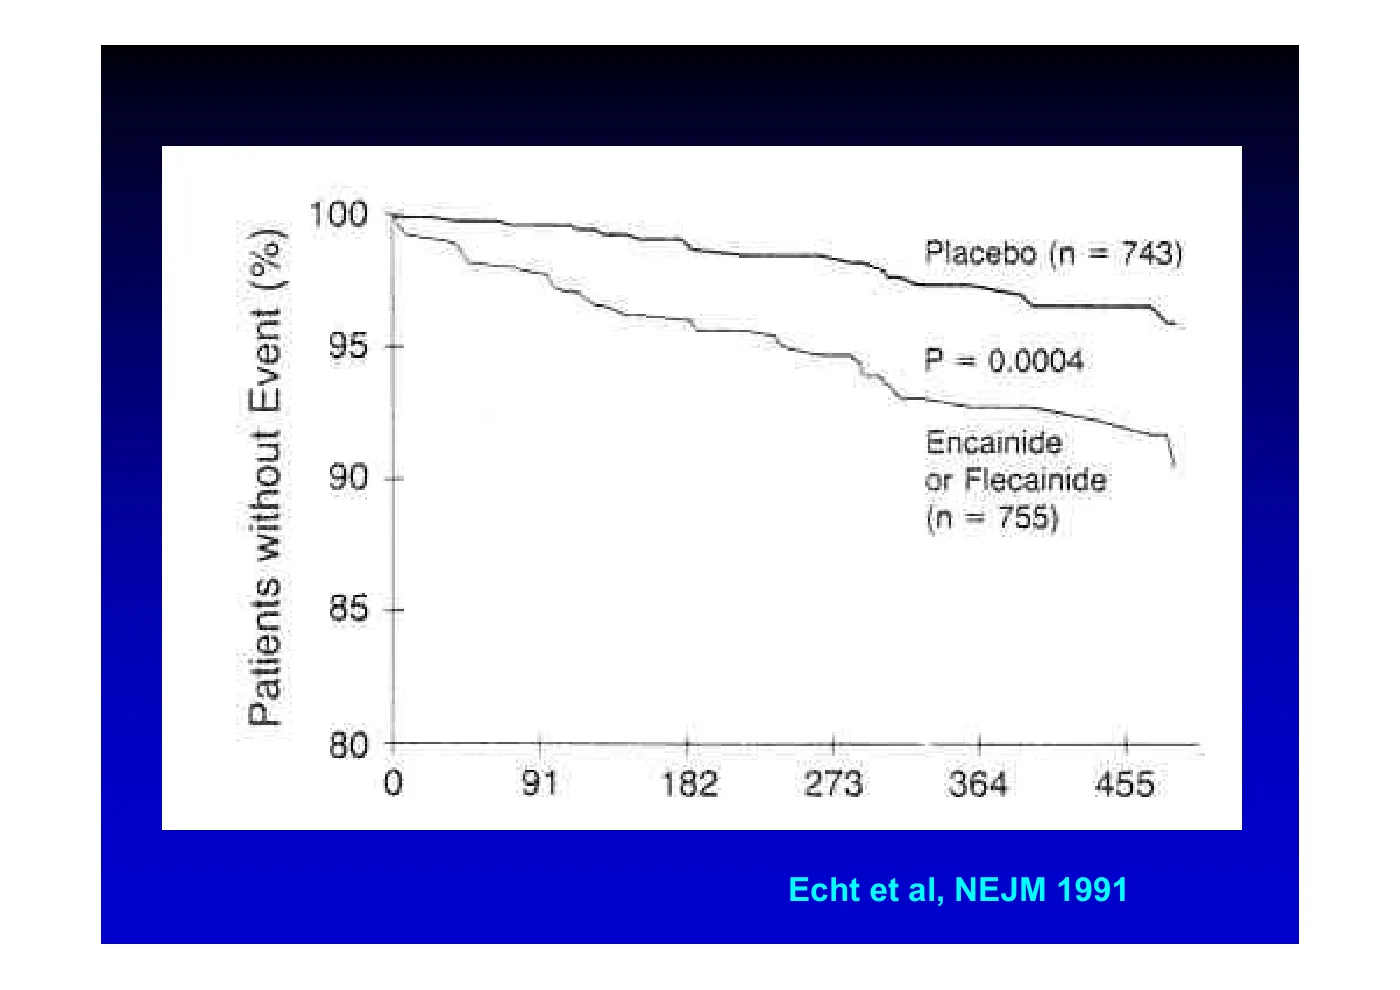 Patients without Event (%)
100
95
90
85
80
0 91 182 273 364 455
Placebo (n = 743)
P = 0.0004
Encainide
or Flecainide
(n = 755)
Echt et al, NEJM 1991